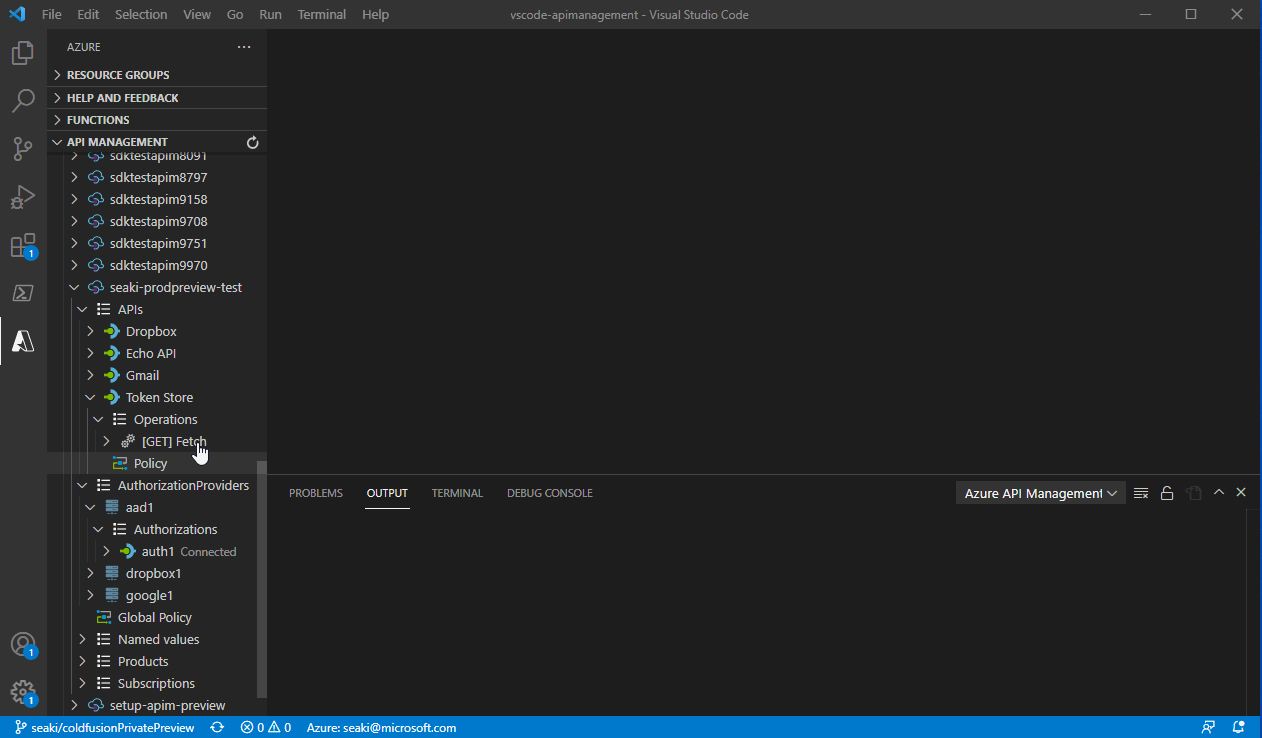 File Edit Selection View Go Run Terminal Help
vscode-apimanagement - Visual Studio Code
AZURE
RESOURCE GROUPS
HELP AND FEEDBACK
FUNCTIONS
API MANAGEMENT
sdktestapim8091
sdktestapim8797
sdktestapim9158
sdktestapim9708
sdktestapim9751
sdktestapim9970
seaki-prodpreview-test
APIs
Dropbox
Echo API
Gmail
Token Store
Operations
[GET] Fetch
Policy
AuthorizationProviders
aad1
Authorizations
auth1 Connected
dropbox1
google1
Global Policy
Named values
Products
Subscriptions
setup-apim-preview
1
1
1
PROBLEMS OUTPUT TERMINAL DEBUG CONSOLE
Azure API Management
seaki/coldfusionPrivatePreview 0 0 Azure: seaki@microsoft.com